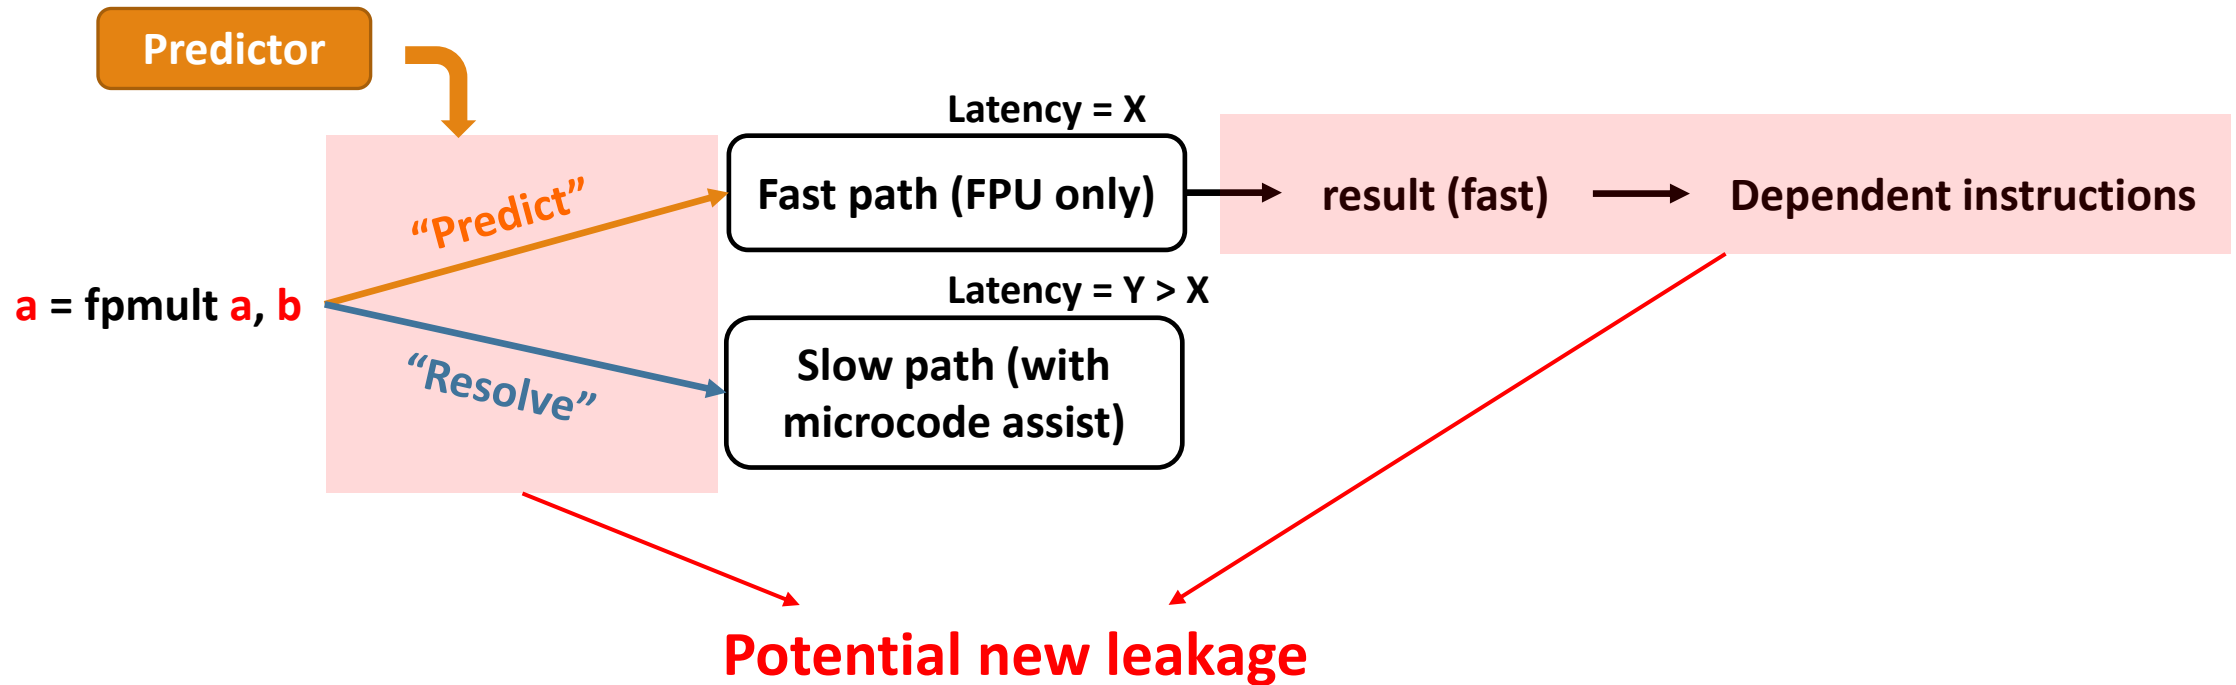 Predictor
Latency = X
“Predict”
Fast path (FPU only)
result (fast)
Dependent instructions
a = fpmult a, b
Latency = Y > X
“Resolve”
Slow path (with
microcode assist)
Potential new leakage